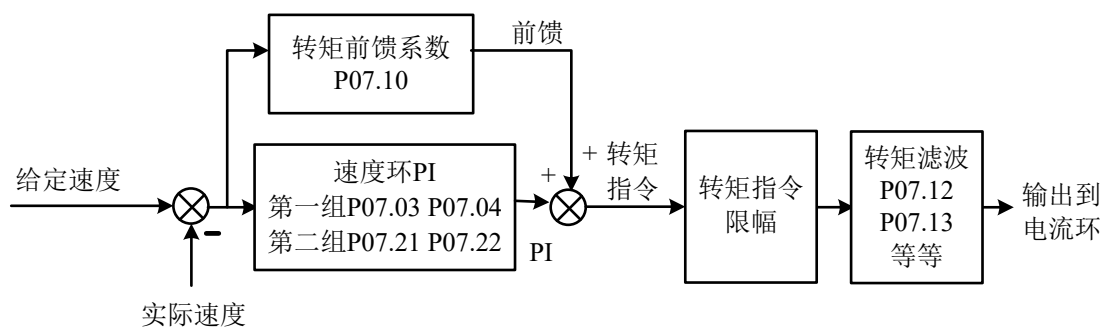 转矩前馈系数
P07.10
前馈
给定速度
速度环PI
第一组P07.03 P07.04
第二组P07.21 P07.22
+
+
PI
转矩
指令
转矩指令
限幅
转矩滤波
P07.12
P07.13
等等
输出到
电流环
-
实际速度